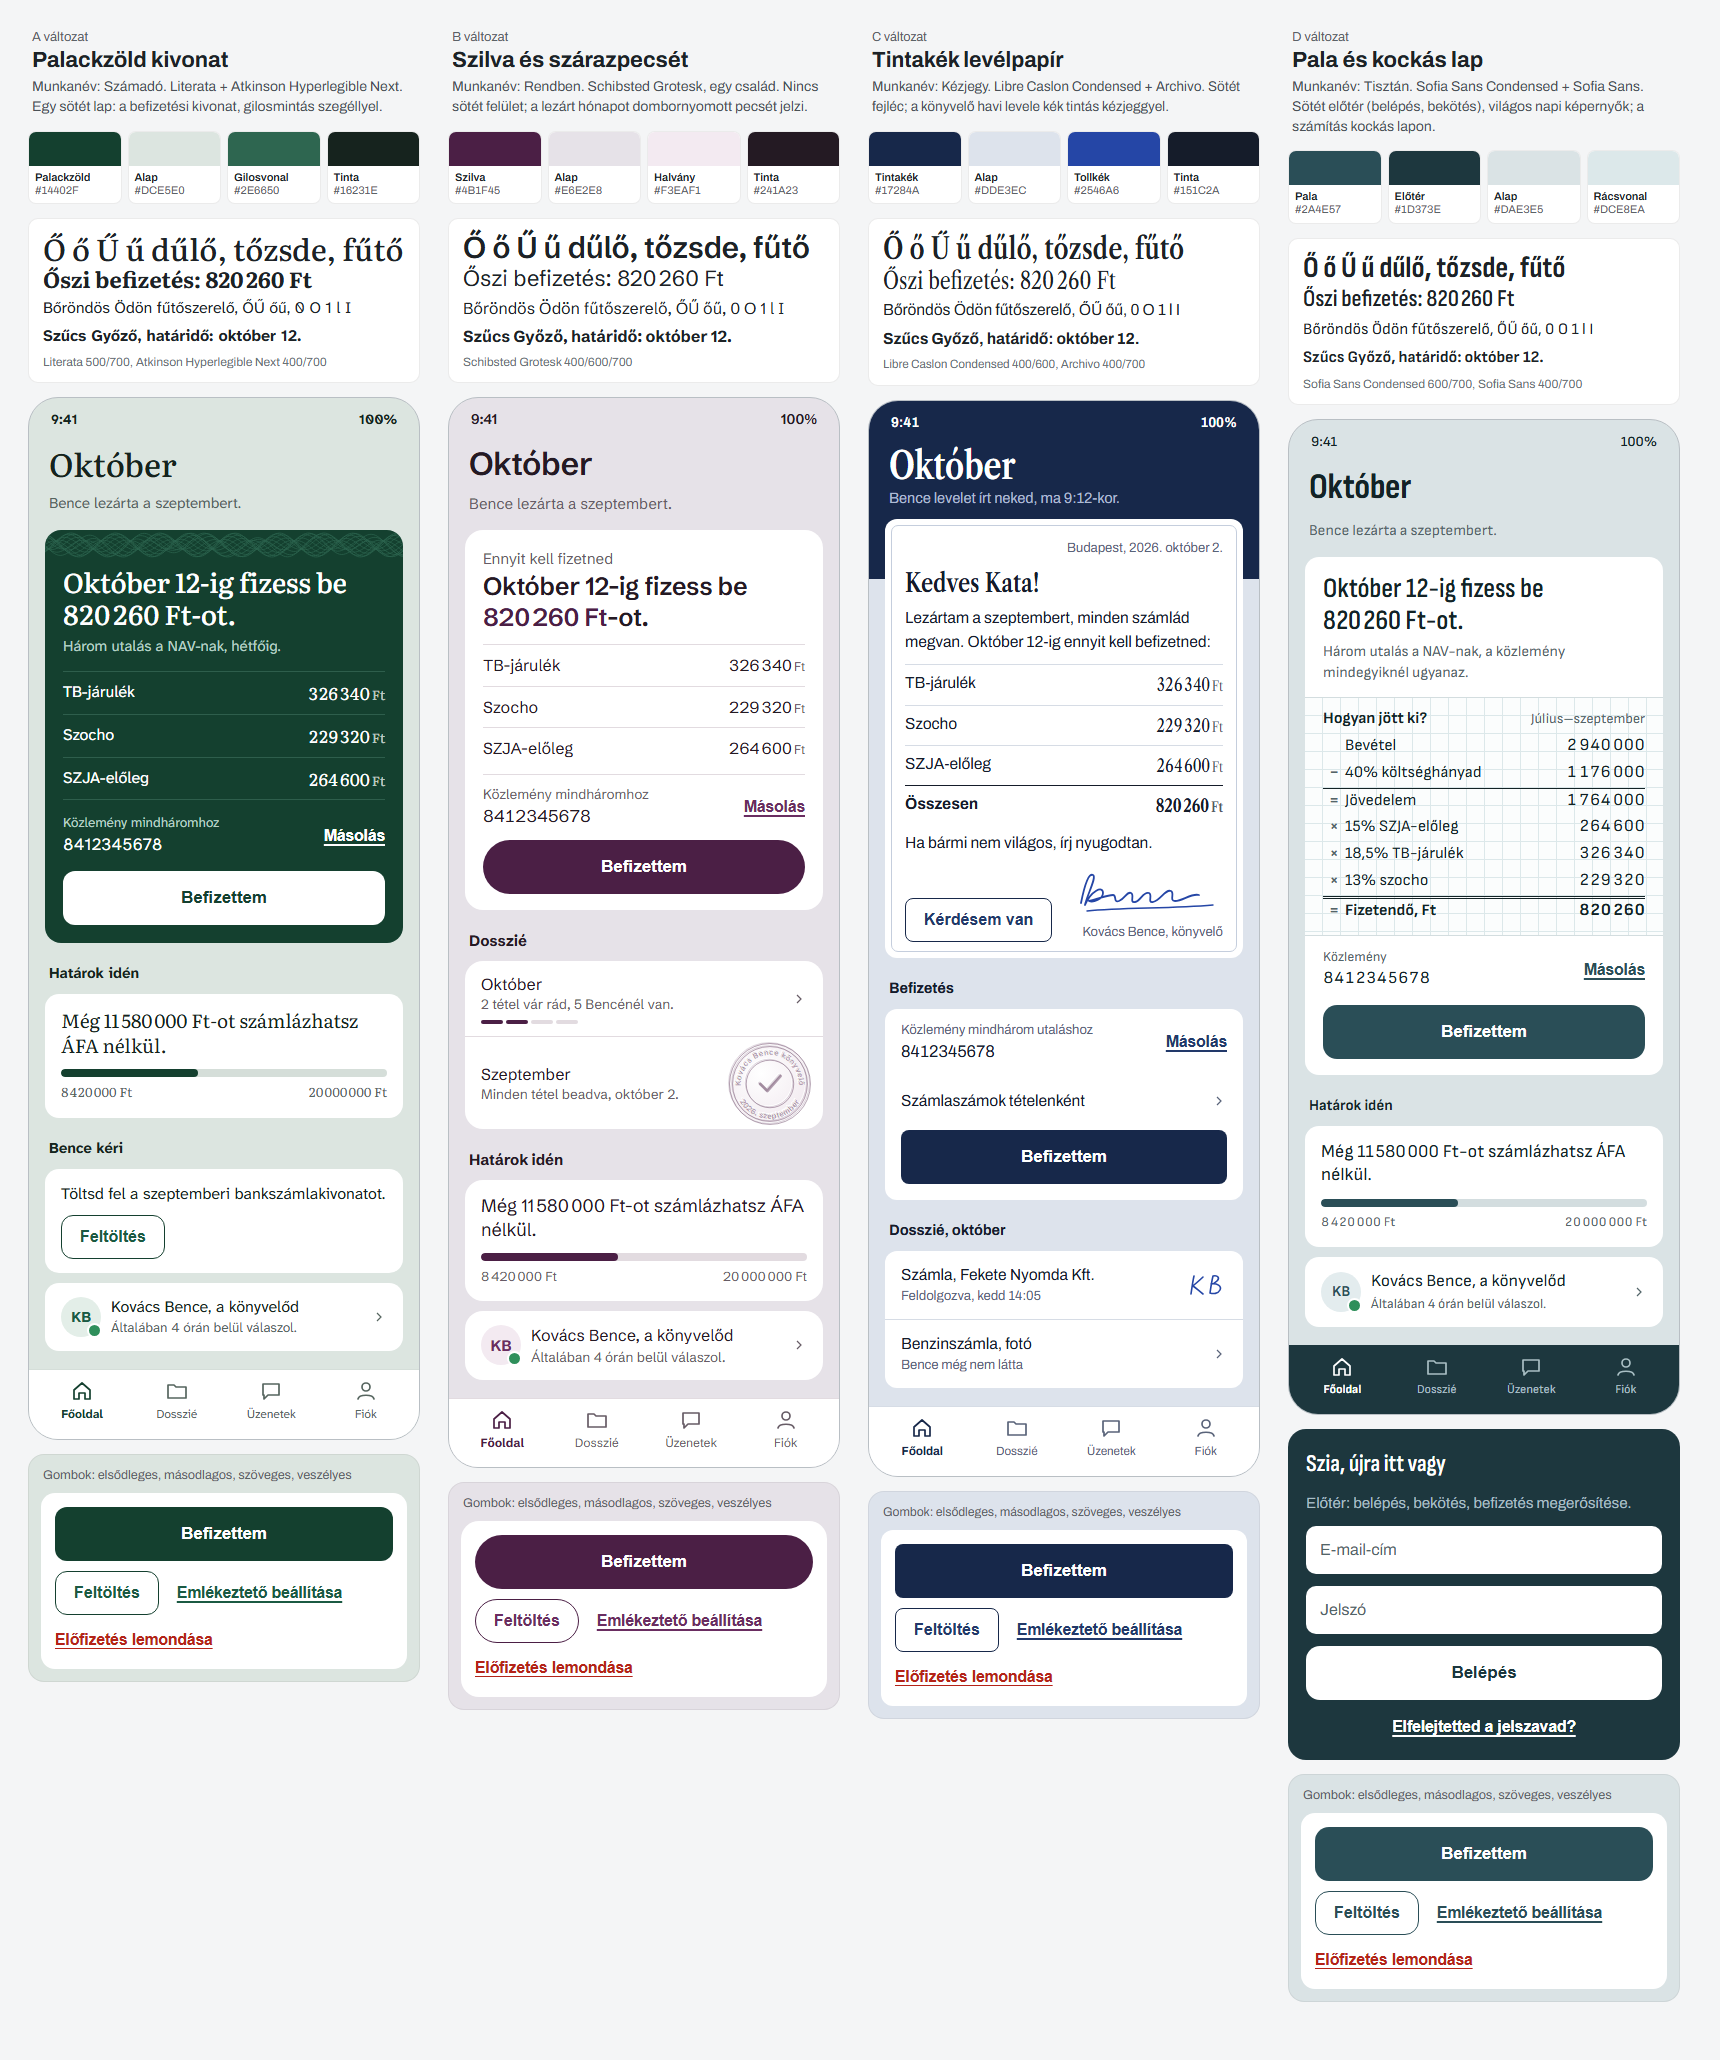 A változat
Palackzöld kivonat
Munkanév: Számadó. Literata + Atkinson Hyperlegible Next.
Egy sötét lap: a befizetési kivonat, gilosmintás szegéllyel.
Palackzöld
#14402F
Alap
#DCE5E0
Gilosvonal
#2E6650
Tinta
#16231E
Ő ő Ű ű dűlő, tőzsde, fűtő
Őszi befizetés: 820 260 Ft
Bőröndös Ödön fűtőszerelő, ŐŰ őű, 0 O 1 l I
Szűcs Győző, határidő: október 12.
Literata 500/700, Atkinson Hyperlegible Next 400/700
9:41
100%
Október
Bence lezárta a szeptembert.
Október 12-ig fizess be
820 260 Ft-ot.
Három utalás a NAV-nak, hétfőig.
TB-járulék 326 340 Ft
Szocho 229 320 Ft
SZJA-előleg 264 600 Ft
Közlemény mindháromhoz
8412345678
Másolás
Befizettem
Határok idén
Még 11 580 000 Ft-ot számlázhatsz
ÁFA nélkül.
8 420 000 Ft
20 000 000 Ft
Bence kéri
Töltsd fel a szeptemberi bankszámlakivonatot.
Feltöltés
KB
Kovács Bence, a könyvelőd
Általában 4 órán belül válaszol.
Főoldal
Dosszié
Üzenetek
Fiók
Gombok: elsődleges, másodlagos, szöveges, veszélyes
Befizettem
Feltöltés
Emlékeztető beállítása
Előfizetés lemondása
B változat
Szilva és szárazpecsét
Munkanév: Rendben. Schibsted Grotesk, egy család. Nincs
sötét felület; a lezárt hónapot dombornyomott pecsét jelzi.
Szilva
#4B1F45
Alap
#E6E2E8
Halvány
#F3EAF1
Tinta
#241A23
Ő ő Ű ű dűlő, tőzsde, fűtő
Őszi befizetés: 820 260 Ft
Bőröndös Ödön fűtőszerelő, ŐŰ őű, 0 O 1 l I
Szűcs Győző, határidő: október 12.
Schibsted Grotesk 400/600/700
9:41
100%
Október
Bence lezárta a szeptembert.
Ennyit kell fizetned
Október 12-ig fizess be
820 260 Ft-ot.
TB-járulék 326 340 Ft
Szocho 229 320 Ft
SZJA-előleg 264 600 Ft
Közlemény mindháromhoz
8412345678
Másolás
Befizettem
Dosszié
Október
2 tétel vár rád, 5 Bencénél van.
Szeptember
Minden tétel beadva, október 2.
Kovács Bence könyvelő
2026. szeptember
Határok idén
Még 11 580 000 Ft-ot számlázhatsz ÁFA
nélkül.
8 420 000 Ft
20 000 000 Ft
KB
Kovács Bence, a könyvelőd
Általában 4 órán belül válaszol.
Főoldal
Dosszié
Üzenetek
Fiók
Gombok: elsődleges, másodlagos, szöveges, veszélyes
Befizettem
Feltöltés
Emlékeztető beállítása
Előfizetés lemondása
C változat
Tintakék levélpapír
Munkanév: Kézjegy. Libre Caslon Condensed + Archivo. Sötét
fejléc; a könyvelő havi levele kék tintás kézjeggyel.
Tintakék
#17284A
Alap
#DDE3EC
Tollkék
#2546A6
Tinta
#151C2A
Ő ő Ű ű dűlő, tőzsde, fűtő
Őszi befizetés: 820 260 Ft
Bőröndös Ödön fűtőszerelő, ŐŰ őű, 0 O 1 l I
Szűcs Győző, határidő: október 12.
Libre Caslon Condensed 400/600, Archivo 400/700
9:41
100%
Október
Bence levelet írt neked, ma 9:12-kor.
Budapest, 2026. október 2.
Kedves Kata!
Lezártam a szeptembert, minden számlád
megvan. Október 12-ig ennyit kell befizetned:
TB-járulék 326 340 Ft
Szocho 229 320 Ft
SZJA-előleg 264 600 Ft
Összesen 820 260 Ft
Ha bármi nem világos, írj nyugodtan.
Kérdésem van
Kovács Bence, könyvelő
Befizetés
Közlemény mindhárom utaláshoz
8412345678
Másolás
Számlaszámok tételenként
Befizettem
Dosszié, október
Számla, Fekete Nyomda Kft.
Feldolgozva, kedd 14:05
KB
Benzinszámla, fotó
Bence még nem látta
Főoldal
Dosszié
Üzenetek
Fiók
Gombok: elsődleges, másodlagos, szöveges, veszélyes
Befizettem
Feltöltés
Emlékeztető beállítása
Előfizetés lemondása
D változat
Pala és kockás lap
Munkanév: Tisztán. Sofia Sans Condensed + Sofia Sans.
Sötét előtér (belépés, bekötés), világos napi képernyők; a
számítás kockás lapon.
Pala
#2A4E57
Előtér
#1D373E
Alap
#DAE3E5
Rácsvonal
#DCE8EA
Ő ő Ű ű dűlő, tőzsde, fűtő
Őszi befizetés: 820 260 Ft
Bőröndös Ödön fűtőszerelő, ŐŰ őű, 0 O 1 l I
Szűcs Győző, határidő: október 12.
Sofia Sans Condensed 600/700, Sofia Sans 400/700
9:41
100%
Október
Bence lezárta a szeptembert.
Október 12-ig fizess be
820 260 Ft-ot.
Három utalás a NAV-nak, a közlemény
mindegyiknél ugyanaz.
Hogyan jött ki? Július–szeptember
Bevétel 2 940 000
− 40% költséghányad 1 176 000
= Jövedelem 1 764 000
× 15% SZJA-előleg 264 600
× 18,5% TB-járulék 326 340
× 13% szocho 229 320
= Fizetendő, Ft 820 260
Közlemény
8412345678
Másolás
Befizettem
Határok idén
Még 11 580 000 Ft-ot számlázhatsz ÁFA
nélkül.
8 420 000 Ft
20 000 000 Ft
KB
Kovács Bence, a könyvelőd
Általában 4 órán belül válaszol.
Főoldal
Dosszié
Üzenetek
Fiók
Szia, újra itt vagy
Előtér: belépés, bekötés, befizetés megerősítése.
E-mail-cím
Jelszó
Belépés
Elfelejtetted a jelszavad?
Gombok: elsődleges, másodlagos, szöveges, veszélyes
Befizettem
Feltöltés
Emlékeztető beállítása
Előfizetés lemondása